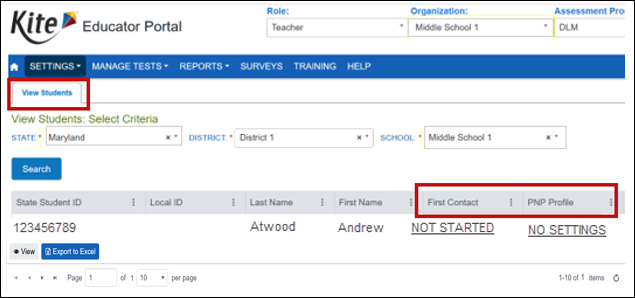 Kite® Educator Portal
Role: Organization: Assessment Pro
Teacher Middle School 1 DLM
SETTINGS MANAGE TESTS REPORTS SURVEYS TRAINING HELP
View Students
View Students: Select Criteria
STATE:* Maryland DISTRICT:* District 1 SCHOOL:* Middle School 1
Search
State Student ID Local ID Last Name First Name First Contact PNP Profile
123456789 Atwood Andrew NOT STARTED NO SETTINGS
View Export to Excel
Page 1 of 1 10 per page 1-10 of 1 items